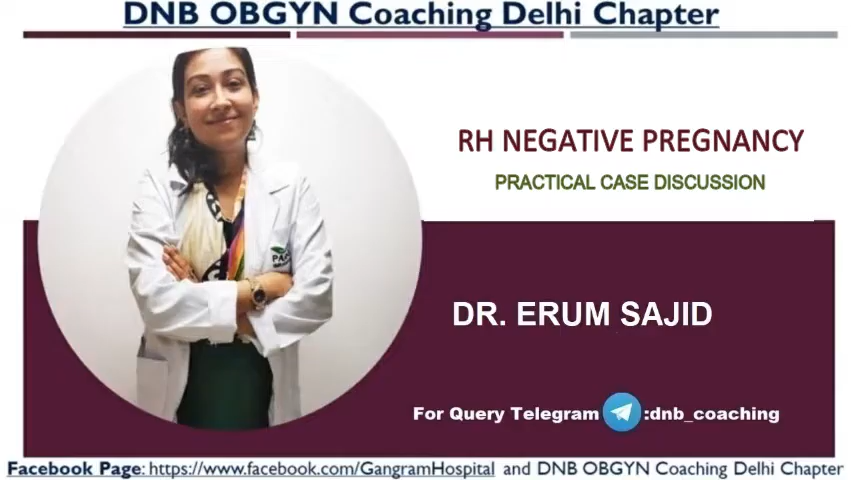 DNB OBGYN Coaching Delhi Chapter
RH NEGATIVE PREGNANCY
PRACTICAL CASE DISCUSSION
DR. ERUM SAJID
For Query Telegram :dnb_coaching
Facebook Page: https://www.facebook.com/GangramHospital and DNB OBGYN Coaching Delhi Chapter